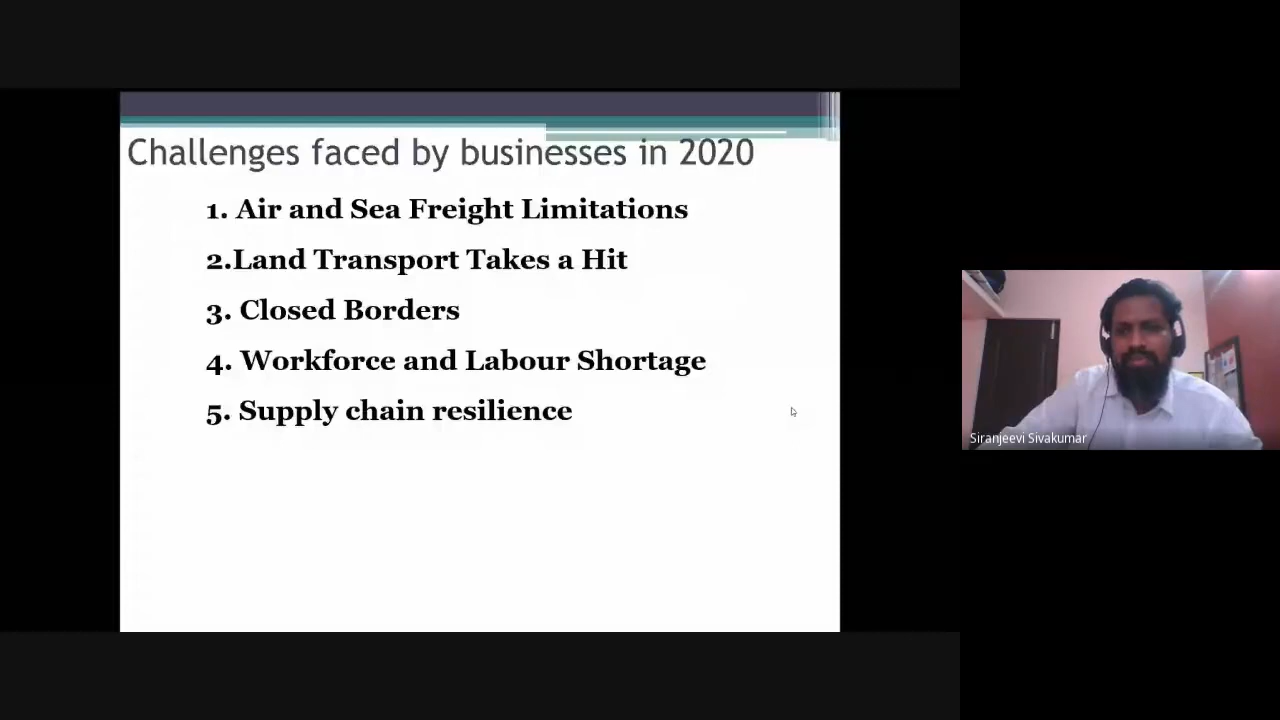 Challenges faced by businesses in 2020
1. Air and Sea Freight Limitations
2.Land Transport Takes a Hit
3. Closed Borders
4. Workforce and Labour Shortage
5. Supply chain resilience
Siranjeevi Sivakumar